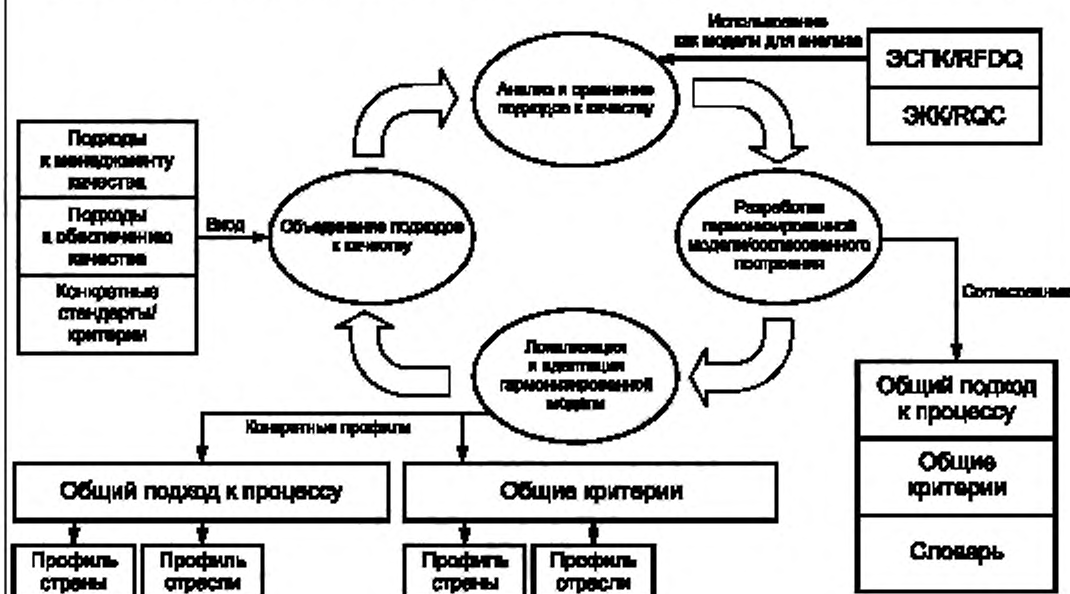 Использование
как модели для анализа
ЭСПК/RFDQ
ЭКК/RQC
Анализ и сравнение
подходов к качеству
Подходы
к менеджменту
качества
Подходы
к обеспечению
качества
Конкретные
стандарты/
критерии
Вход
Объединение подходов
к качеству
Разработка
гармонизированной
модели/согласованного
построения
Согласование
Локализация
и адаптация
гармонизированной
модели
Конкретные профили
Общий подход к процессу
Общие критерии
Профиль
страны
Профиль
отрасли
Профиль
страны
Профиль
отрасли
Общий подход
к процессу
Общие
критерии
Словарь